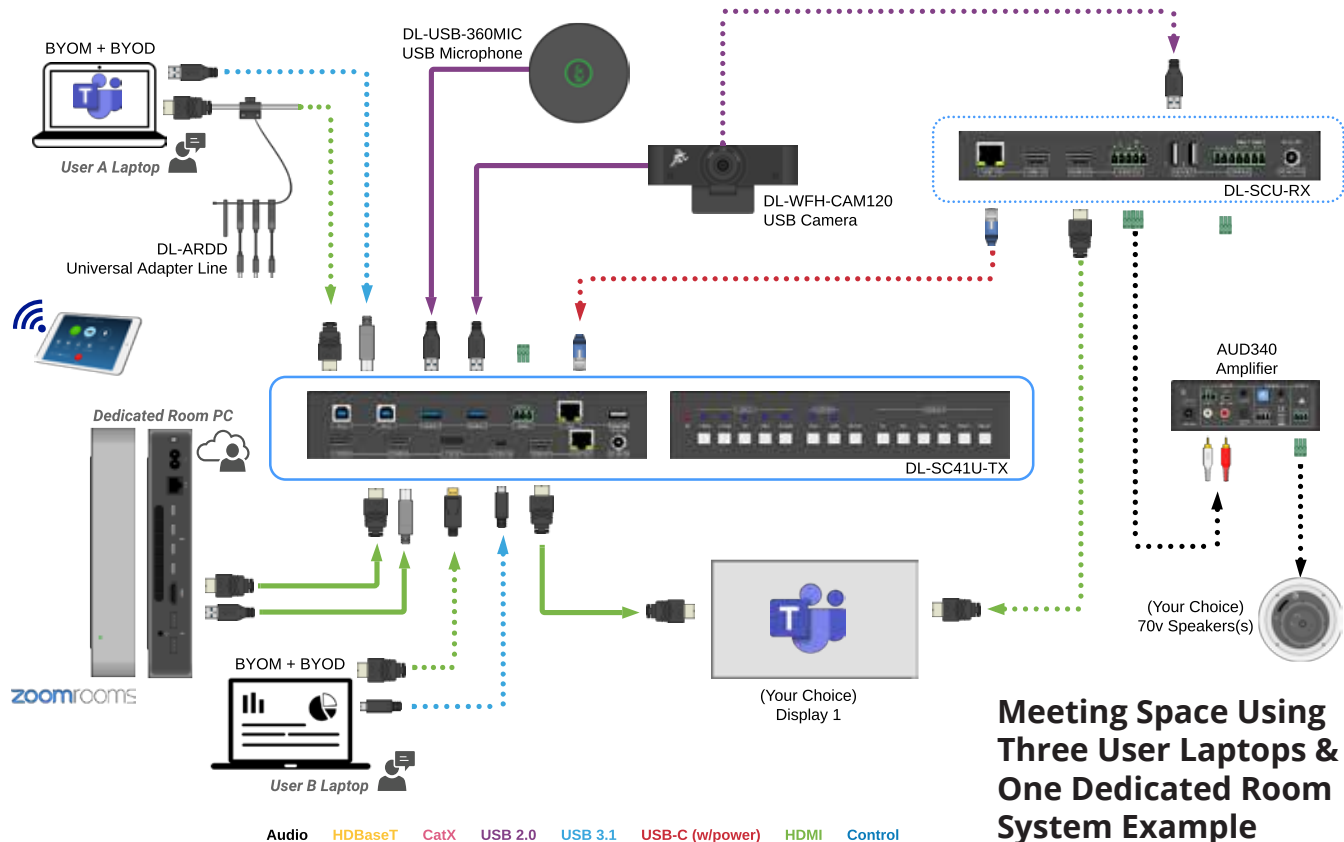 BYOM + BYOD
User A Laptop
DL-ARDD
Universal Adapter Line
DL-USB-360MIC
USB Microphone
DL-WFH-CAM120
USB Camera
DL-SCU-RX
AUD340
Amplifier
Dedicated Room PC
DL-SC41U-TX
zoomrooms
BYOM + BYOD
User B Laptop
T
T
(Your Choice)
Display 1
(Your Choice)
70v Speakers(s)
Meeting Space Using
Three User Laptops &
One Dedicated Room
System Example
Audio HDBaseT CatX USB 2.0 USB 3.1 USB-C (w/power) HDMI Control